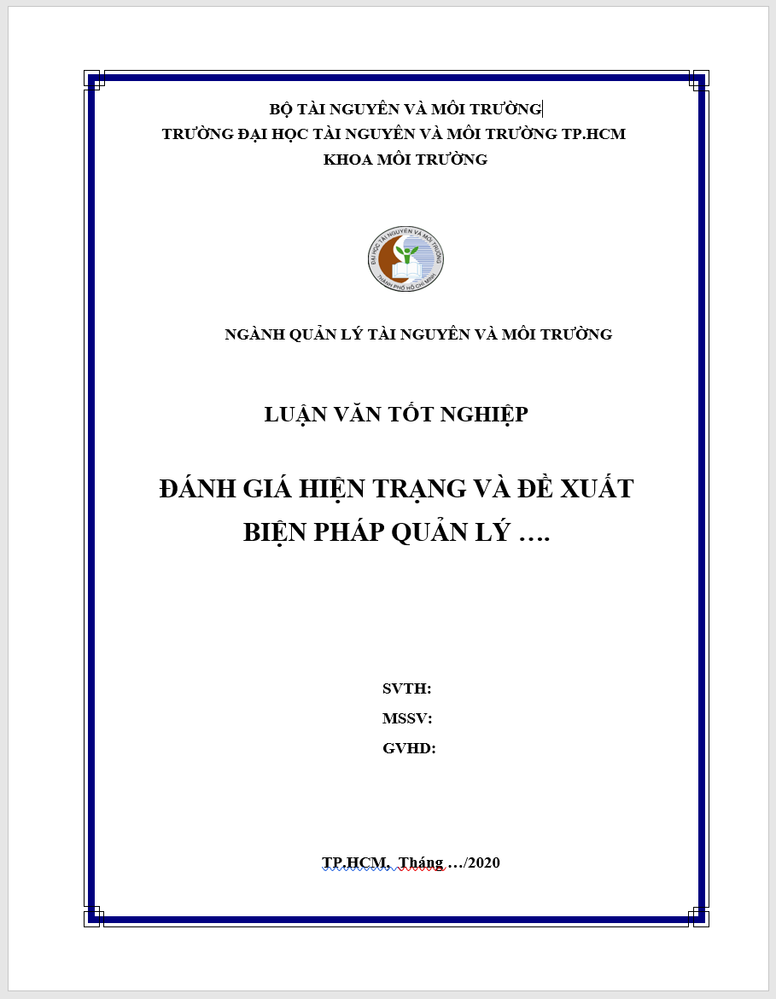 BỘ TÀI NGUYÊN VÀ MÔI TRƯỜNG
TRƯỜNG ĐẠI HỌC TÀI NGUYÊN VÀ MÔI TRƯỜNG TP.HCM
KHOA MÔI TRƯỜNG
ĐẠI HỌC TÀI NGUYÊN VÀ MÔI TRƯỜNG
THÀNH PHỐ HỒ CHÍ MINH
NGÀNH QUẢN LÝ TÀI NGUYÊN VÀ MÔI TRƯỜNG
LUẬN VĂN TỐT NGHIỆP
ĐÁNH GIÁ HIỆN TRẠNG VÀ ĐỀ XUẤT
BIỆN PHÁP QUẢN LÝ ….
SVTH:
MSSV:
GVHD:
TP.HCM,  Tháng …/2020